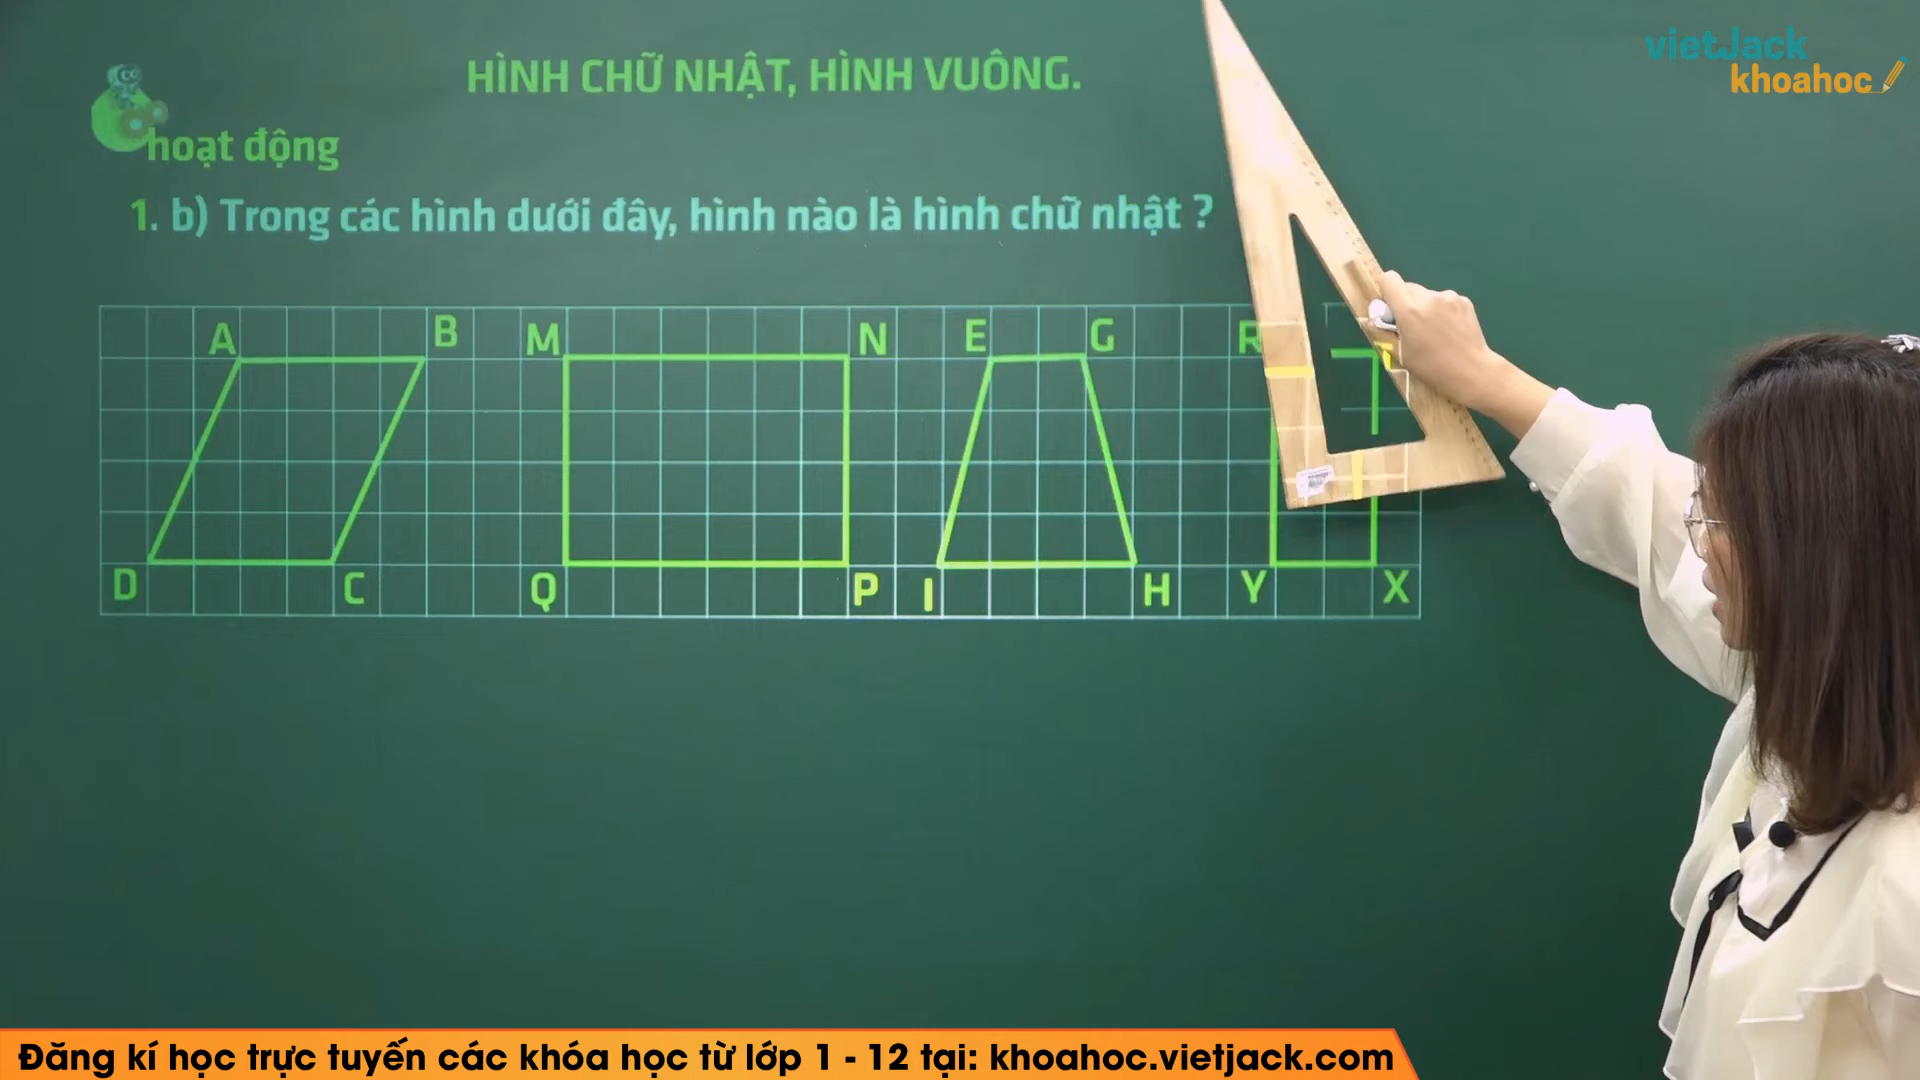 vietJack
khoahoc
HÌNH CHỮ NHẬT, HÌNH VUÔNG.
hoạt động
1. b) Trong các hình dưới đây, hình nào là hình chữ nhật ?
A B M N E G R
D C Q P I H Y X
Đăng kí học trực tuyến các khóa học từ lớp 1 - 12 tại: khoahoc.vietjack.com